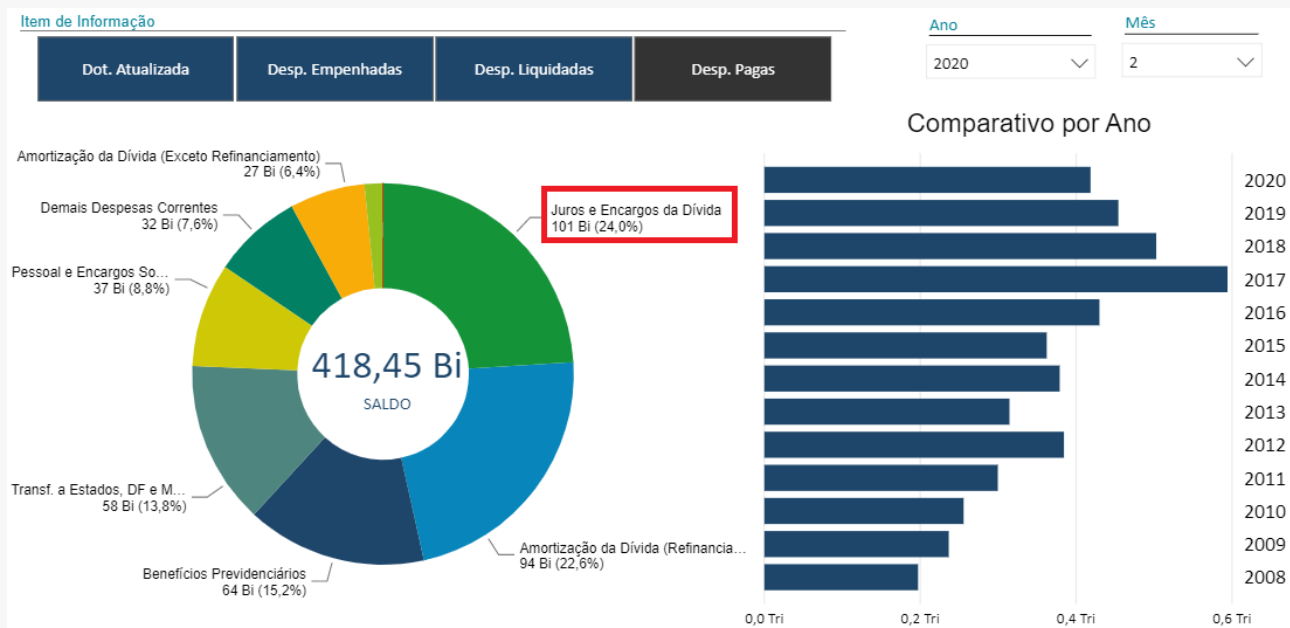 Item de Informação
Dot. Atualizada
Desp. Empenhadas
Desp. Liquidadas
Desp. Pagas
Ano
2020
Mês
2
Amortização da Dívida (Exceto Refinanciamento)
27 Bi (6,4%)
Demais Despesas Correntes
32 Bi (7,6%)
Pessoal e Encargos So...
37 Bi (8,8%)
Transf. a Estados, DF e M...
58 Bi (13,8%)
Benefícios Previdenciários
64 Bi (15,2%)
Juros e Encargos da Dívida
101 Bi (24,0%)
Amortização da Dívida (Refinancia...
94 Bi (22,6%)
418,45 Bi
SALDO
Comparativo por Ano
2020
2019
2018
2017
2016
2015
2014
2013
2012
2011
2010
2009
2008
0,0 Tri
0,2 Tri
0,4 Tri
0,6 Tri